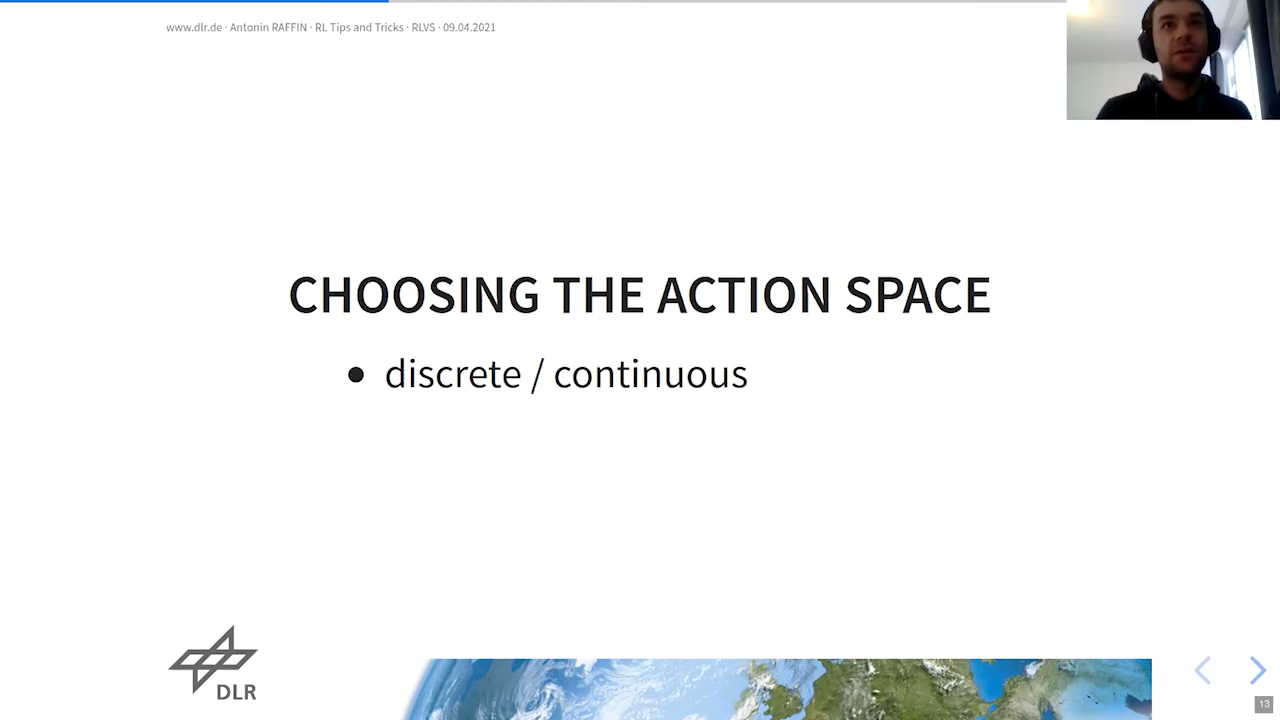 www.dlr.de · Antonin RAFFIN · RL Tips and Tricks · RLVS · 09.04.2021
CHOOSING THE ACTION SPACE
• discrete / continuous
DLR
13